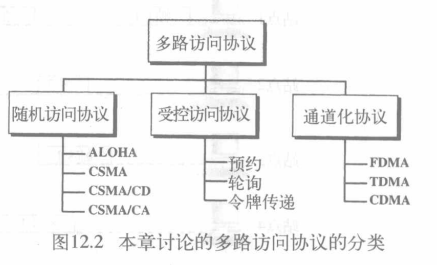 多路访问协议
随机访问协议
受控访问协议
通道化协议
ALOHA
CSMA
CSMA/CD
CSMA/CA
预约
轮询
令牌传递
FDMA
TDMA
CDMA
图12.2 本章讨论的多路访问协议的分类